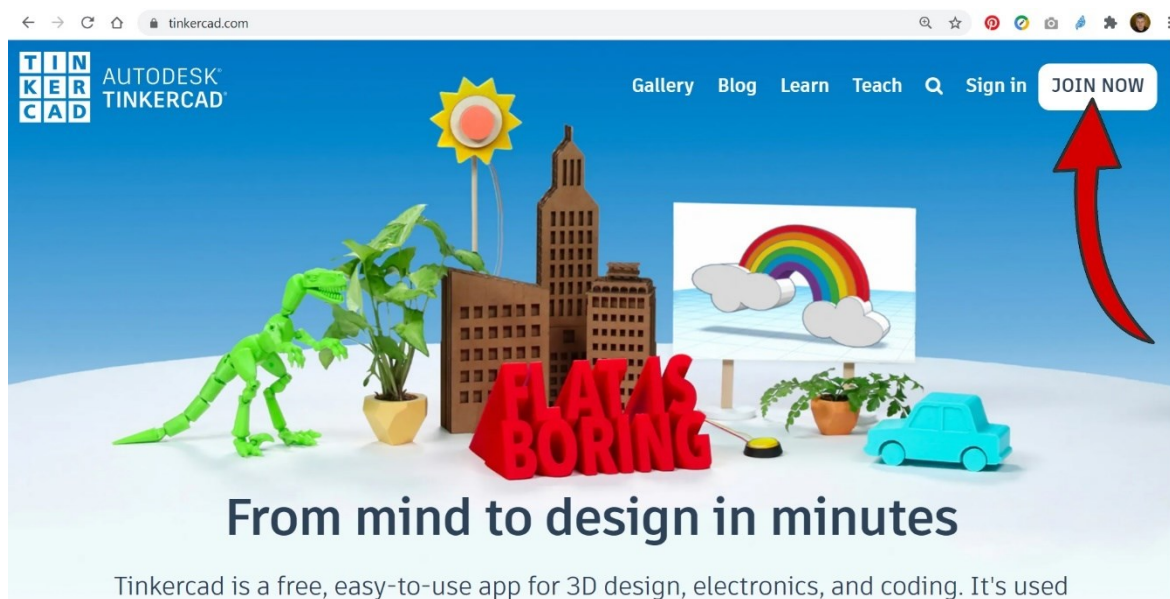 tinkercad.com
TIN
KER
CAD
AUTODESK®
TINKERCAD®
Gallery Blog Learn Teach Sign in JOIN NOW
FLAT IS
BORING
From mind to design in minutes
Tinkercad is a free, easy-to-use app for 3D design, electronics, and coding. It's used